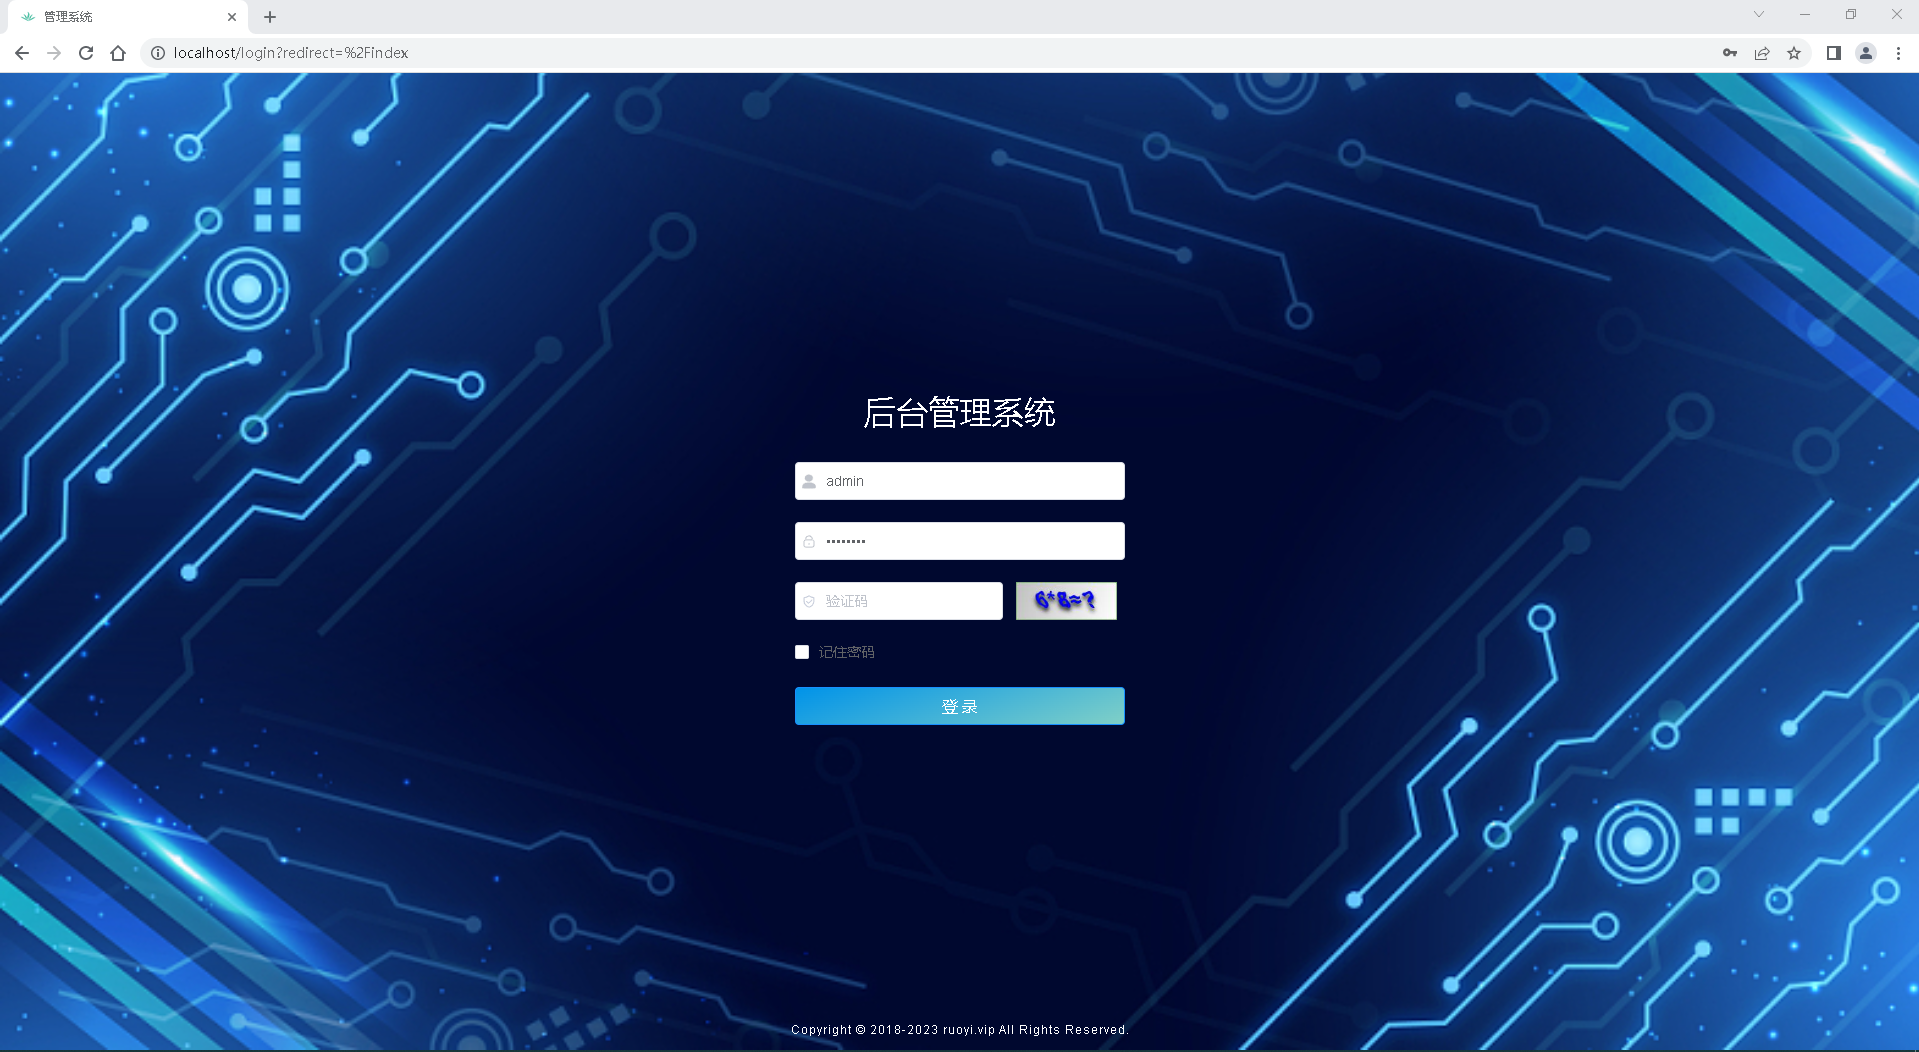 管理系统
localhost/login?redirect=%2Findex
后台管理系统
admin
••••••••
验证码
6*8=?
记住密码
登 录
Copyright © 2018-2023 ruoyi.vip All Rights Reserved.